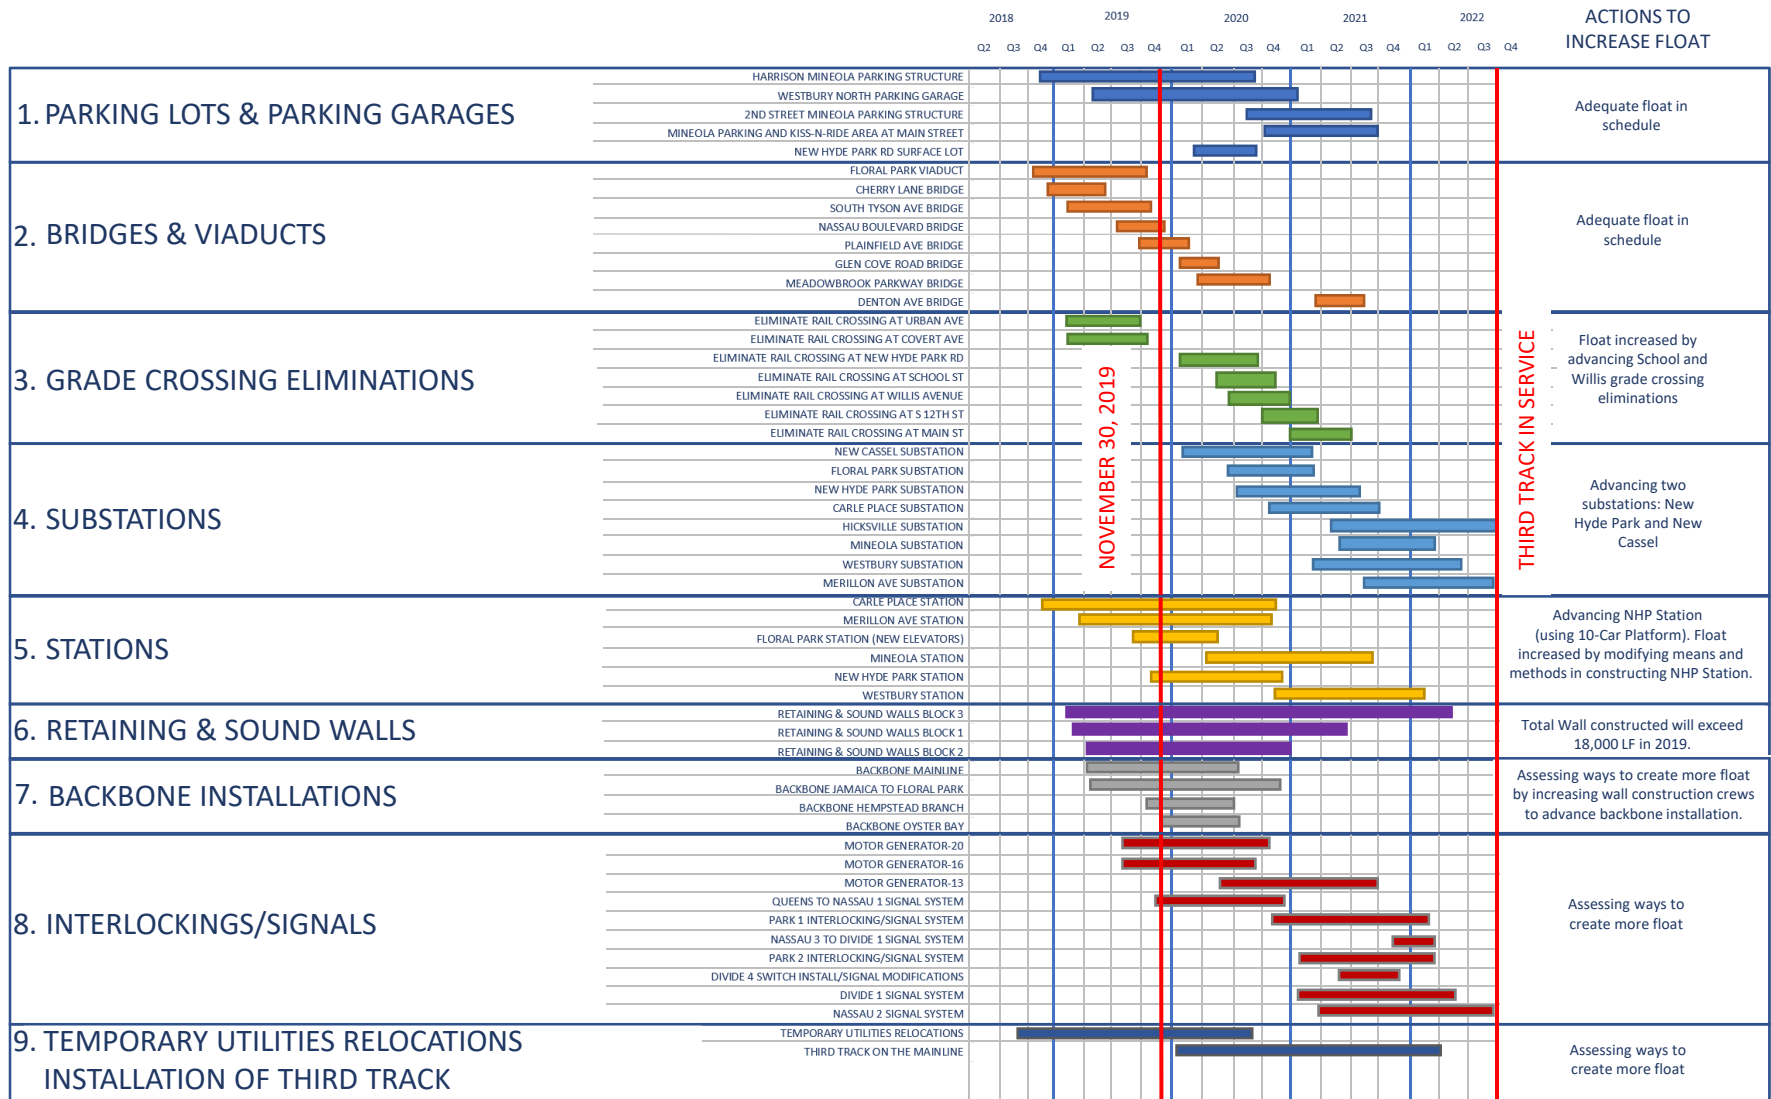 2018 2019 2020 2021 2022
Q2 Q3 Q4 Q1 Q2 Q3 Q4 Q1 Q2 Q3 Q4 Q1 Q2 Q3 Q4 Q1 Q2 Q3 Q4
ACTIONS TO
INCREASE FLOAT
1. PARKING LOTS & PARKING GARAGES
HARRISON MINEOLA PARKING STRUCTURE
WESTBURY NORTH PARKING GARAGE
2ND STREET MINEOLA PARKING STRUCTURE
MINEOLA PARKING AND KISS-N-RIDE AREA AT MAIN STREET
NEW HYDE PARK RD SURFACE LOT
Adequate float in
schedule
2. BRIDGES & VIADUCTS
FLORAL PARK VIADUCT
CHERRY LANE BRIDGE
SOUTH TYSON AVE BRIDGE
NASSAU BOULEVARD BRIDGE
PLAINFIELD AVE BRIDGE
GLEN COVE ROAD BRIDGE
MEADOWBROOK PARKWAY BRIDGE
DENTON AVE BRIDGE
Adequate float in
schedule
3. GRADE CROSSING ELIMINATIONS
ELIMINATE RAIL CROSSING AT URBAN AVE
ELIMINATE RAIL CROSSING AT COVERT AVE
ELIMINATE RAIL CROSSING AT NEW HYDE PARK RD
ELIMINATE RAIL CROSSING AT SCHOOL ST
ELIMINATE RAIL CROSSING AT WILLIS AVENUE
ELIMINATE RAIL CROSSING AT S 12TH ST
ELIMINATE RAIL CROSSING AT MAIN ST
Float increased by
advancing School and
Willis grade crossing
eliminations
NOVEMBER 30, 2019
THIRD TRACK IN SERVICE
4. SUBSTATIONS
NEW CASSEL SUBSTATION
FLORAL PARK SUBSTATION
NEW HYDE PARK SUBSTATION
CARLE PLACE SUBSTATION
HICKSVILLE SUBSTATION
MINEOLA SUBSTATION
WESTBURY SUBSTATION
MERILLON AVE SUBSTATION
Advancing two
substations: New
Hyde Park and New
Cassel
5. STATIONS
CARLE PLACE STATION
MERILLON AVE STATION
FLORAL PARK STATION (NEW ELEVATORS)
MINEOLA STATION
NEW HYDE PARK STATION
WESTBURY STATION
Advancing NHP Station
(using 10-Car Platform). Float
increased by modifying means and
methods in constructing NHP Station.
6. RETAINING & SOUND WALLS
RETAINING & SOUND WALLS BLOCK 3
RETAINING & SOUND WALLS BLOCK 1
RETAINING & SOUND WALLS BLOCK 2
Total Wall constructed will exceed
18,000 LF in 2019.
7. BACKBONE INSTALLATIONS
BACKBONE MAINLINE
BACKBONE JAMAICA TO FLORAL PARK
BACKBONE HEMPSTEAD BRANCH
BACKBONE OYSTER BAY
Assessing ways to create more float
by increasing wall construction crews
to advance backbone installation.
8. INTERLOCKINGS/SIGNALS
MOTOR GENERATOR-20
MOTOR GENERATOR-16
MOTOR GENERATOR-13
QUEENS TO NASSAU 1 SIGNAL SYSTEM
PARK 1 INTERLOCKING/SIGNAL SYSTEM
NASSAU 3 TO DIVIDE 1 SIGNAL SYSTEM
PARK 2 INTERLOCKING/SIGNAL SYSTEM
DIVIDE 4 SWITCH INSTALL/SIGNAL MODIFICATIONS
DIVIDE 1 SIGNAL SYSTEM
NASSAU 2 SIGNAL SYSTEM
Assessing ways to
create more float
9. TEMPORARY UTILITIES RELOCATIONS
INSTALLATION OF THIRD TRACK
TEMPORARY UTILITIES RELOCATIONS
THIRD TRACK ON THE MAINLINE
Assessing ways to
create more float